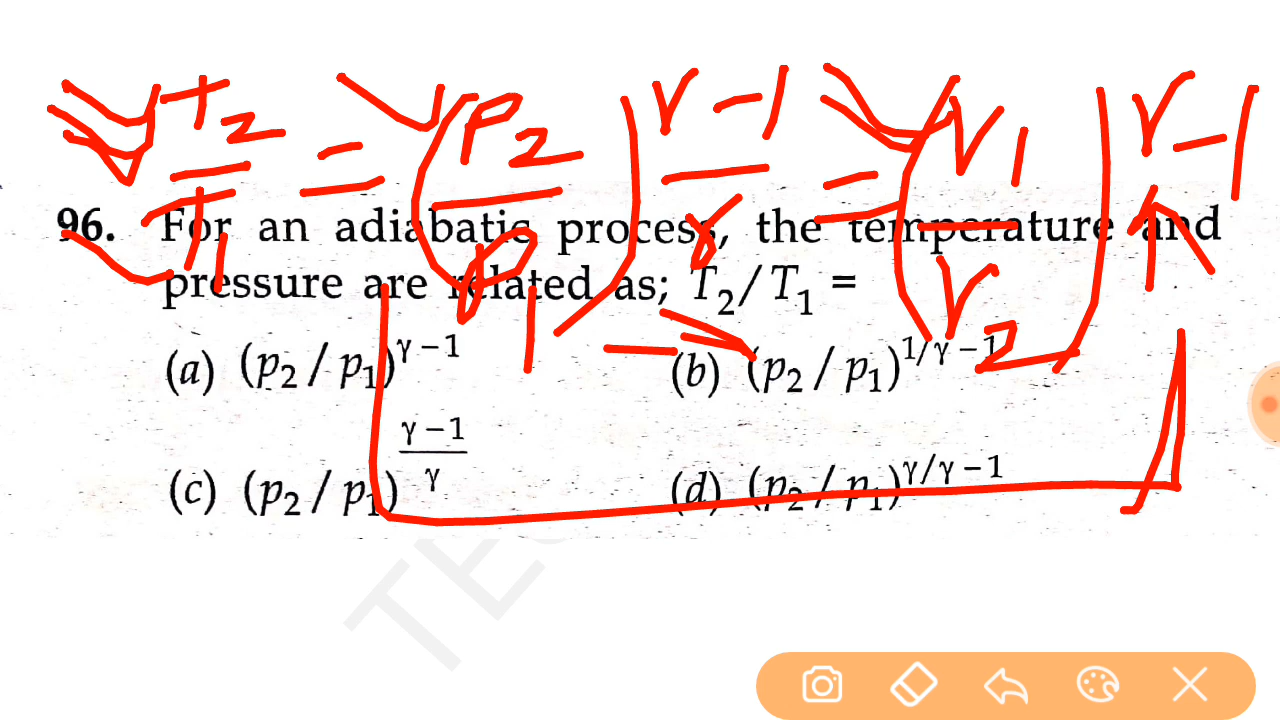 T2/T1 = (P2/P1)^γ-1/γ = (V1/V2)^γ-1
96. For an adiabatic process, the temperature and
pressure are related as; T₂/T₁ =
(a) (p₂/p₁)^γ−1 (b) (p₂/p₁)^1/γ−1
(c) (p₂/p₁)^γ−1/γ (d) (p₂/p₁)^γ/γ−1
TES